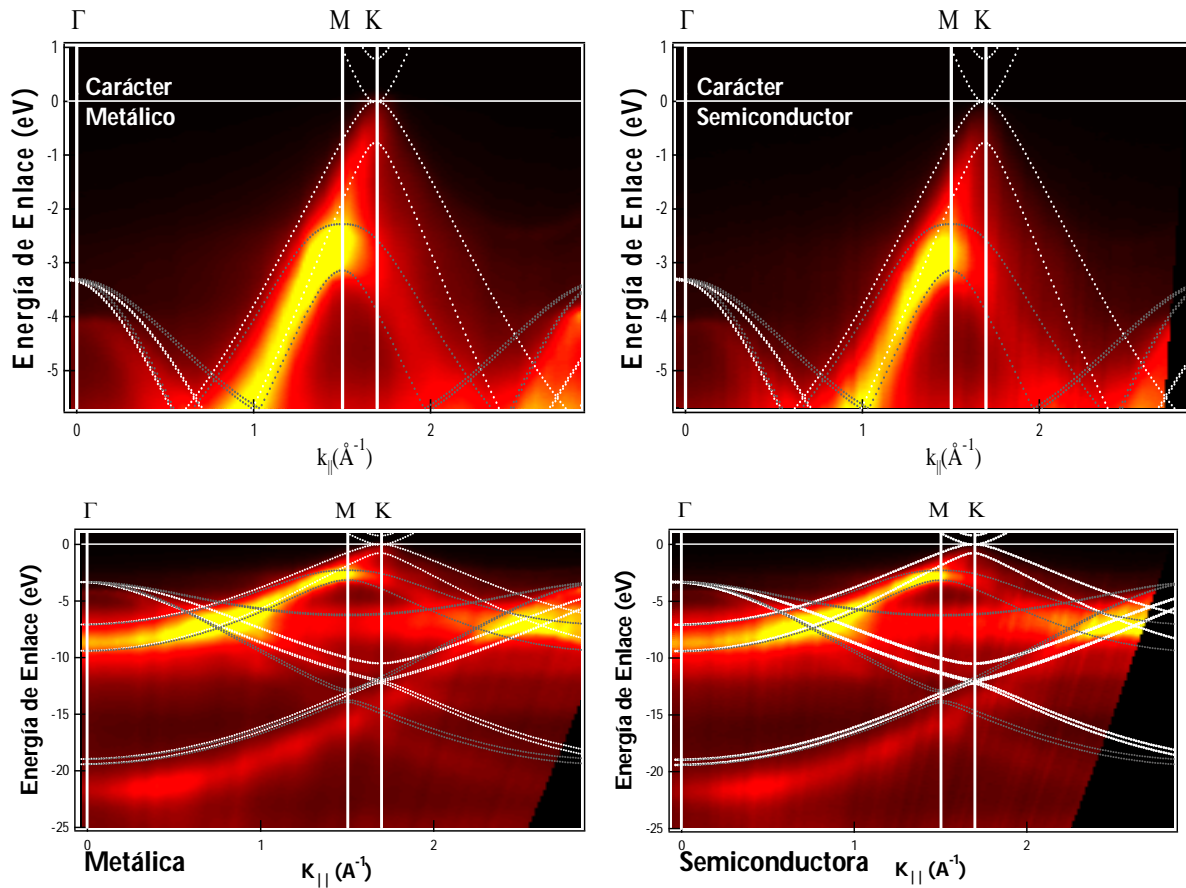 Γ M K
Energía de Enlace (eV)
1
0
-1
-2
-3
-4
-5
Carácter
Metálico
0 1 2
k||(Å-1)
Γ M K
Energía de Enlace (eV)
1
0
-1
-2
-3
-4
-5
Carácter
Semiconductor
0 1 2
k||(Å-1)
Γ M K
Energía de Enlace (eV)
0
-5
-10
-15
-20
-25
0 1 2
Metálica K|| (A-1)
Γ M K
Energía de Enlace (eV)
0
-5
-10
-15
-20
-25
0 1 2
Semiconductora K|| (A-1)